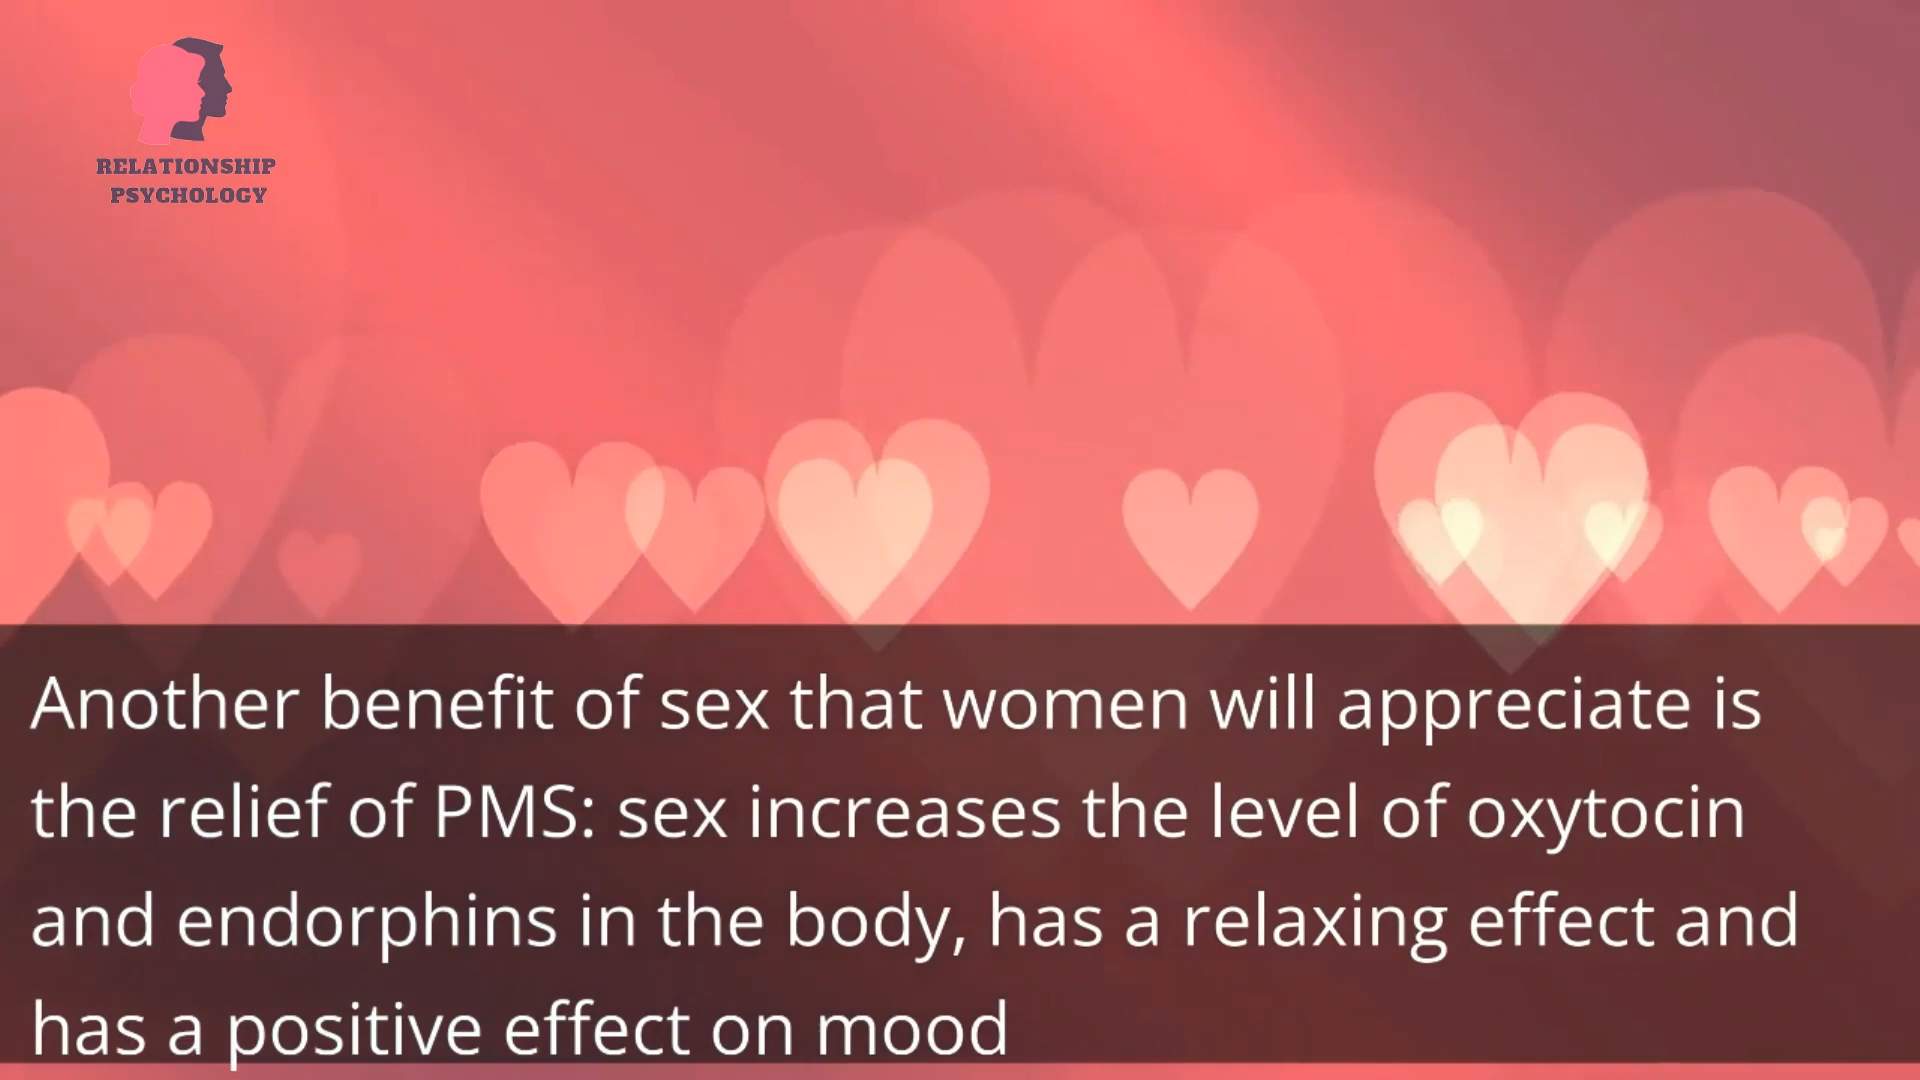 RELATIONSHIP
PSYCHOLOGY
Another benefit of sex that women will appreciate is
the relief of PMS: sex increases the level of oxytocin
and endorphins in the body, has a relaxing effect and
has a positive effect on mood